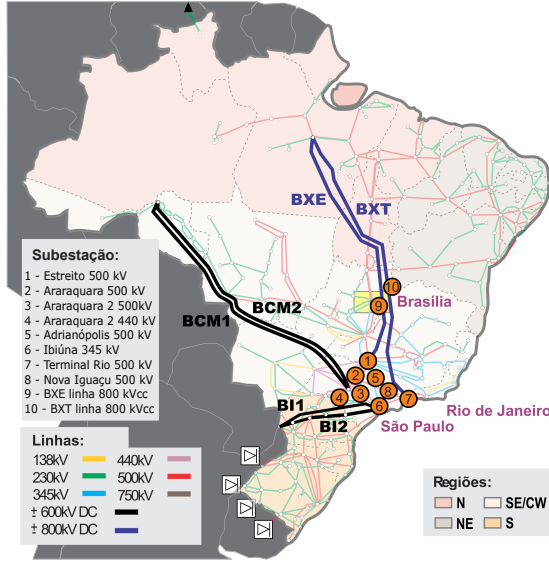 BXE
BXT
Subestação:
1 - Estreito 500 kV
2 - Araraquara 500 kV
3 - Araraquara 2 500kV
4 - Araraquara 2 440 kV
5 - Adrianópolis 500 kV
6 - Ibiúna 345 kV
7 - Terminal Rio 500 kV
8 - Nova Iguaçu 500 kV
9 - BXE linha 800 kVcc
10 - BXT linha 800 kVcc
10
Brasília
9
BCM2
BCM1
1
2
5
3
8
4
6
7
BI1
BI2
Rio de Janeiro
São Paulo
Linhas:
138kV 440kV
230kV 500kV
345kV 750kV
± 600kV DC
± 800kV DC
Regiões:
N SE/CW
NE S